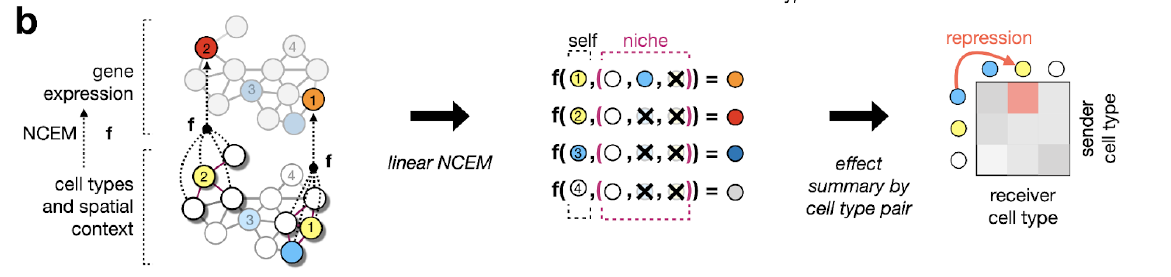 b
gene
expression
NCEM f
cell types
and spatial
context
2
4
3
1
f
f
2
4
3
1
linear NCEM
self niche
f(1,( , , X)) =
f(2,( , X, X)) =
f(3,( , X, X)) =
f(4,( , X, X)) =
effect
summary by
cell type pair
repression
sender
cell type
receiver
cell type